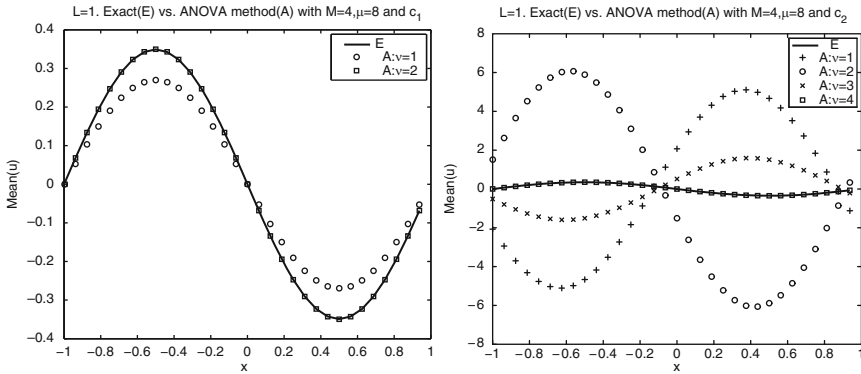 L=1. Exact(E) vs. ANOVA method(A) with M=4,μ=8 and c₁
E
A:ν=1
A:ν=2
Mean(u)
0.4
0.3
0.2
0.1
0
−0.1
−0.2
−0.3
−0.4
−1 −0.8 −0.6 −0.4 −0.2 0 0.2 0.4 0.6 0.8 1
x
L=1. Exact(E) vs. ANOVA method(A) with M=4,μ=8 and c₂
E
A:ν=1
A:ν=2
A:ν=3
A:ν=4
Mean(u)
8
6
4
2
0
−2
−4
−6
−8
−1 −0.8 −0.6 −0.4 −0.2 0 0.2 0.4 0.6 0.8 1
x